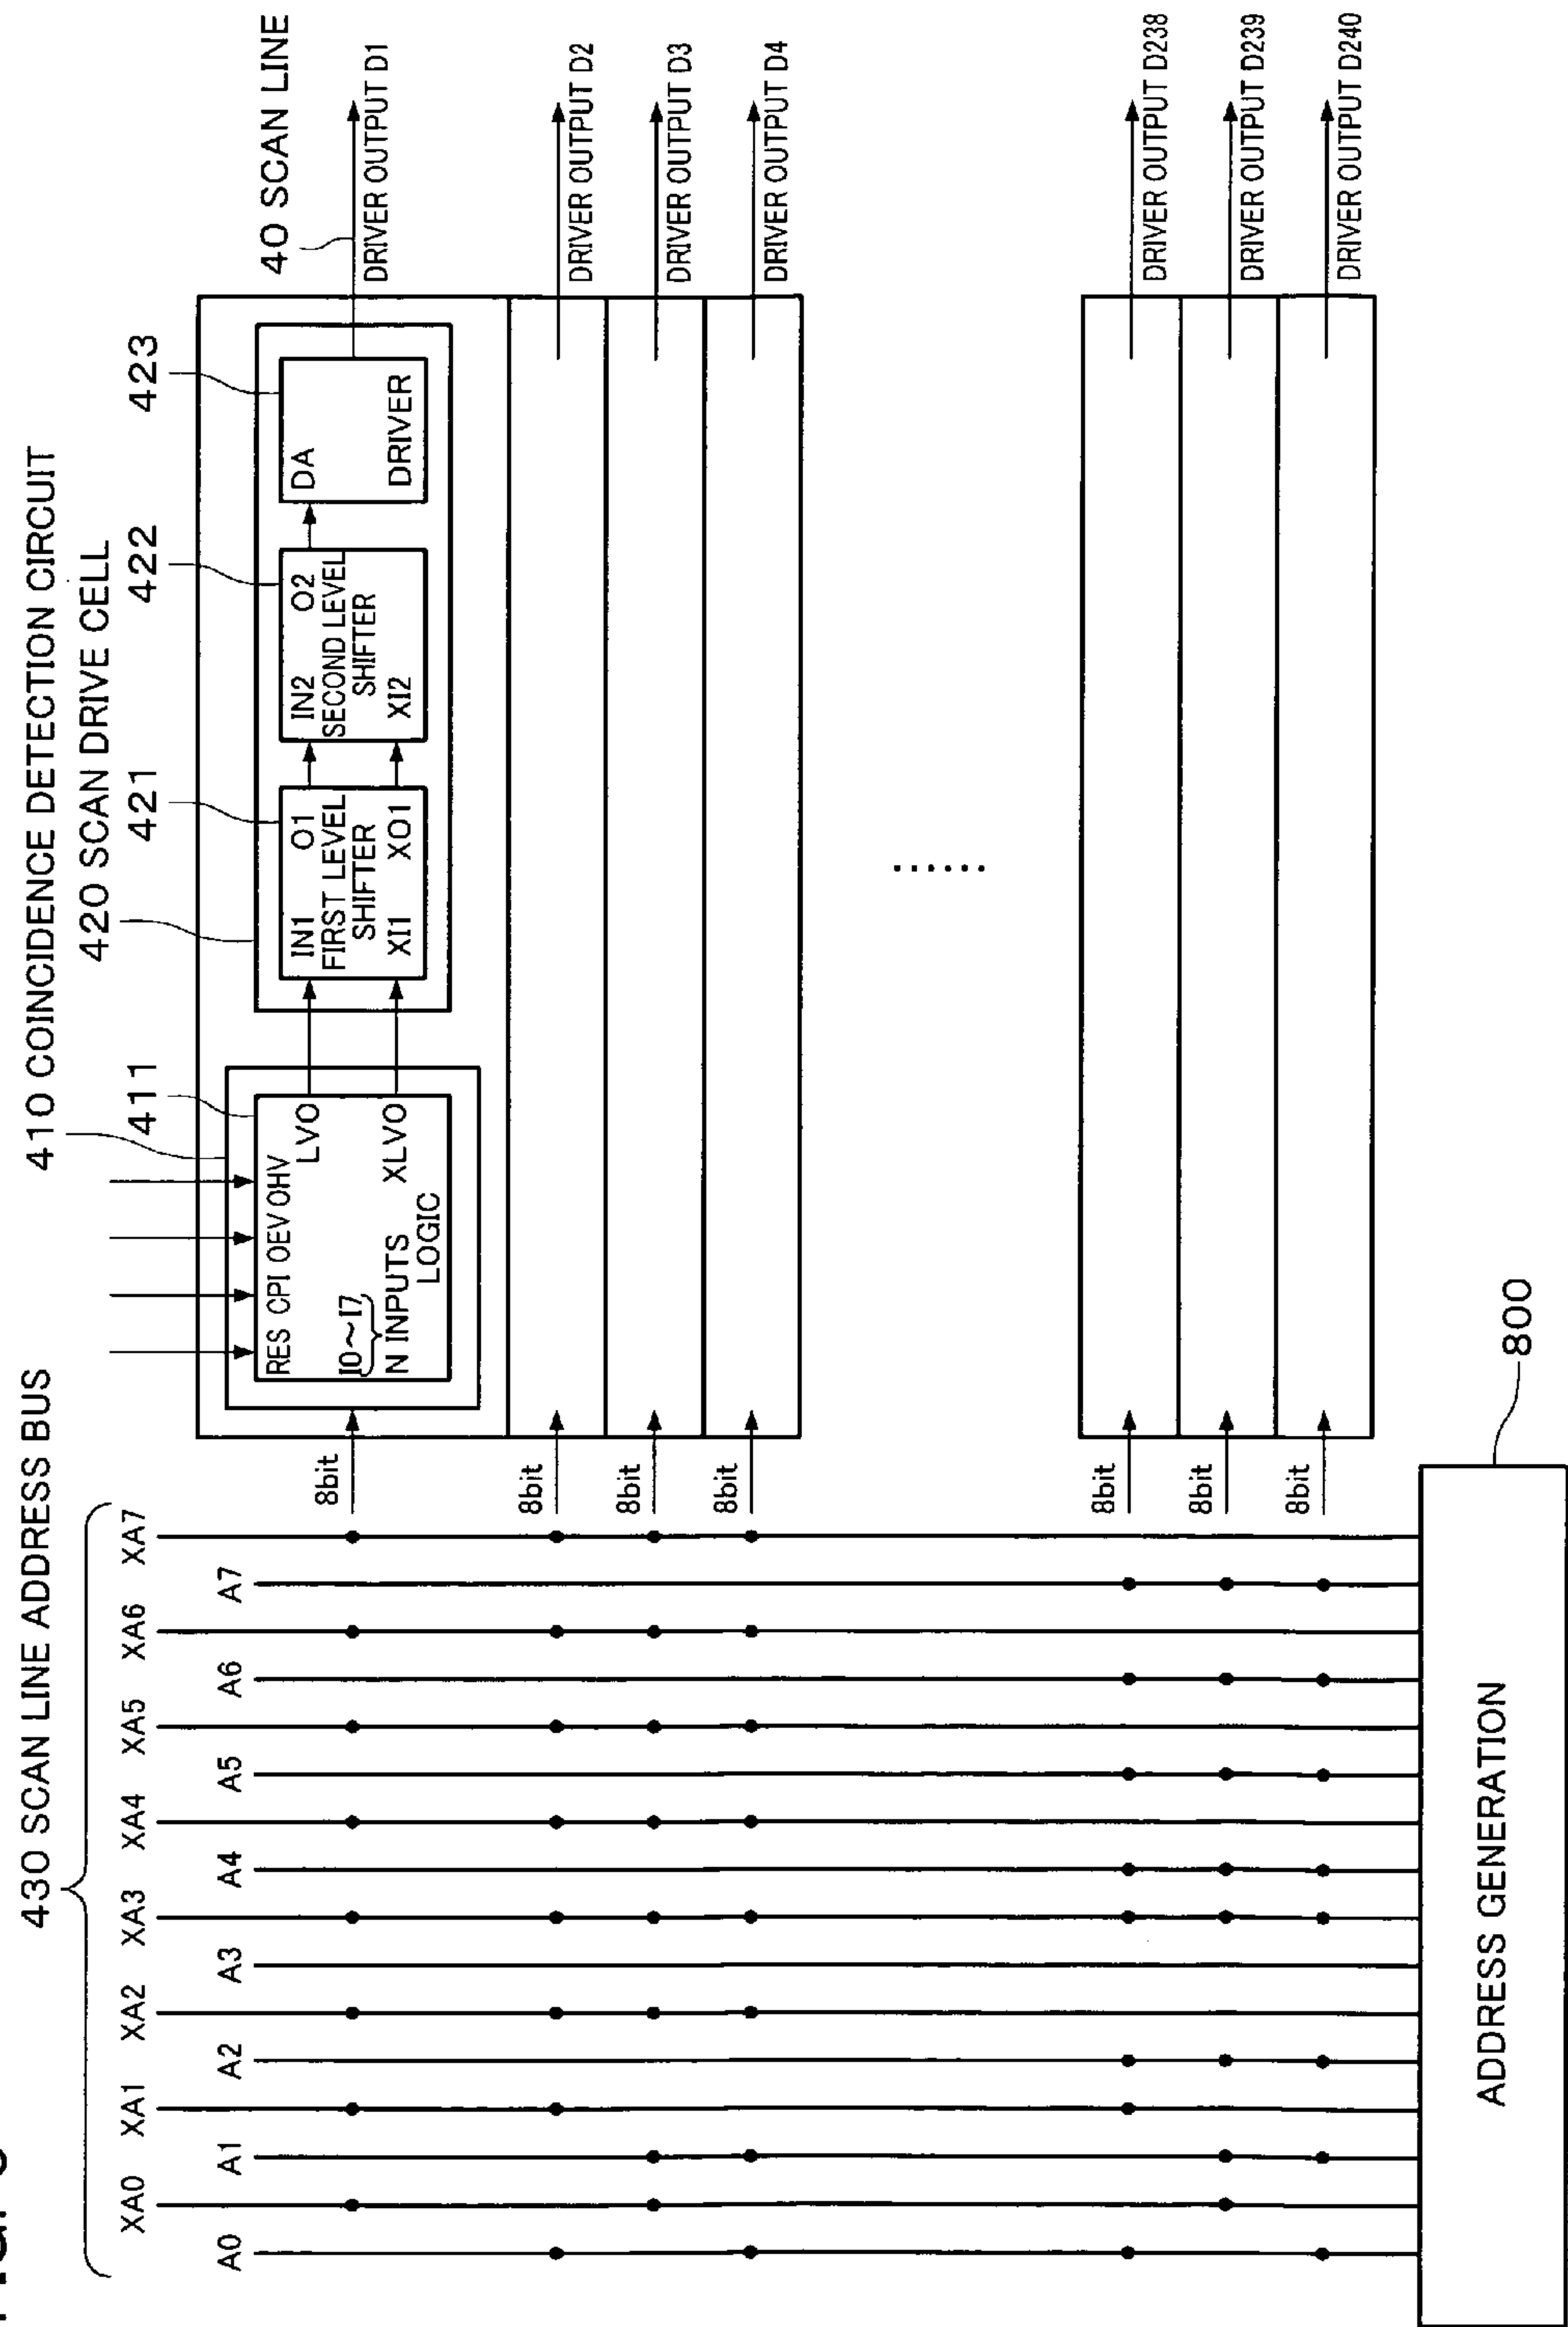 430 SCAN LINE ADDRESS BUS
410 COINCIDENCE DETECTION CIRCUIT
420 SCAN DRIVE CELL
411
421
422
423
40 SCAN LINE
XA0
XA1
XA2
XA3
XA4
XA5
XA6
XA7
A0
A1
A2
A3
A4
A5
A6
A7
RES CPI OEV OHV
LVO
I0~I7
XLVO
N INPUTS
LOGIC
IN1 O1
FIRST LEVEL
SHIFTER
XI1 XO1
IN2 O2
SECOND LEVEL
SHIFTER
XI2
DA
DRIVER
8bit
DRIVER OUTPUT D1
8bit
DRIVER OUTPUT D2
8bit
DRIVER OUTPUT D3
8bit
DRIVER OUTPUT D4
......
8bit
DRIVER OUTPUT D238
8bit
DRIVER OUTPUT D239
8bit
DRIVER OUTPUT D240
ADDRESS GENERATION
800